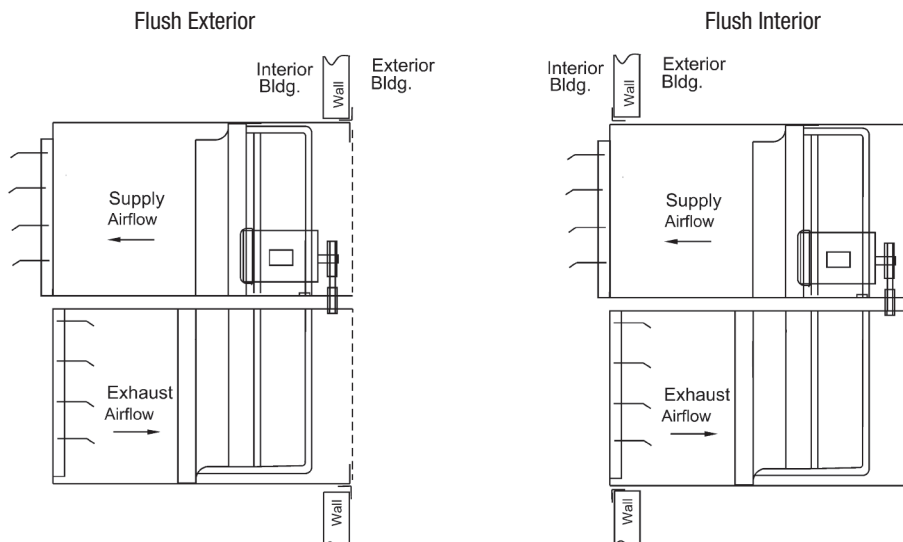 Flush Exterior
Interior
Bldg.
Wall
Exterior
Bldg.
Supply
Airflow
Exhaust
Airflow
Wall
Flush Interior
Interior
Bldg.
Wall
Exterior
Bldg.
Supply
Airflow
Exhaust
Airflow
Wall